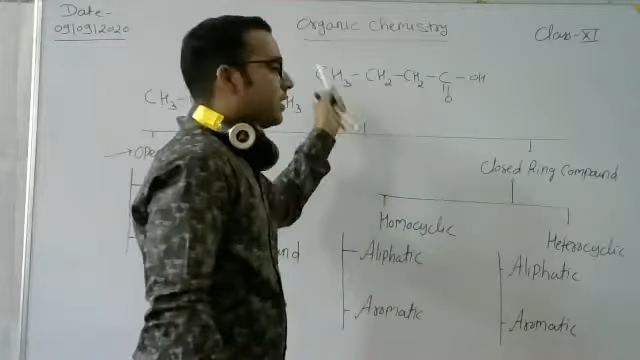 Date-
09/09/2020
Organic Chemistry
Class-XI
CH3-CH2-CH2-C-OH
||
O
CH3-
H3
Closed Ring Compound
Homocyclic
Heterocyclic
Aliphatic
Aliphatic
Aromatic
Aromatic